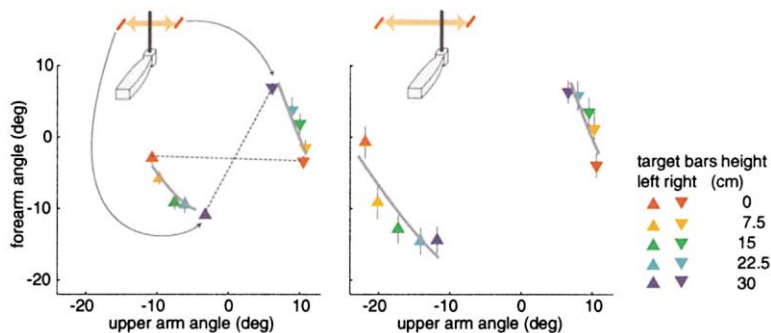 10
0
-10
-20
forearm angle (deg)
-20 -10 0 10
upper arm angle (deg)
-20 -10 0 10
upper arm angle (deg)
target bars height
left right (cm)
0
7.5
15
22.5
30